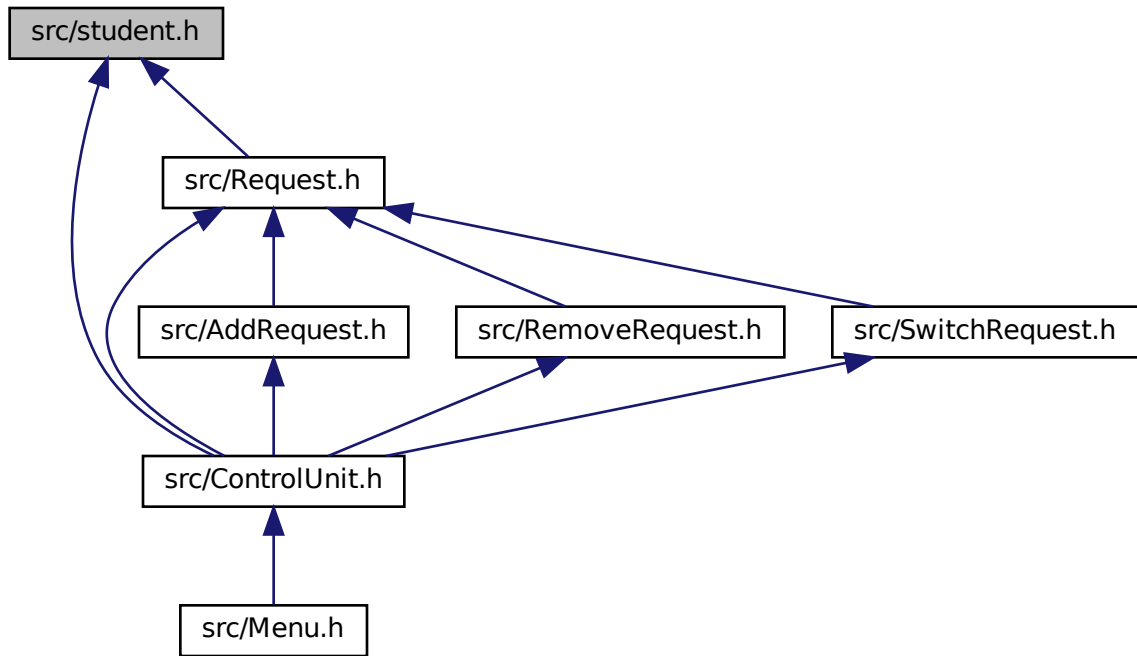 src/student.h
src/Request.h
src/AddRequest.h
src/RemoveRequest.h
src/SwitchRequest.h
src/ControlUnit.h
src/Menu.h